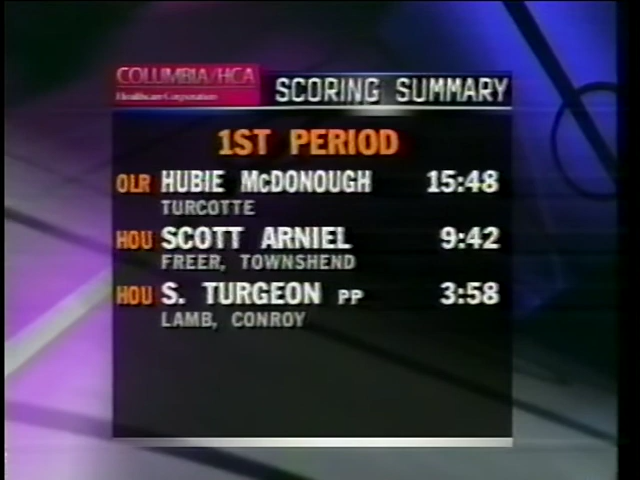 COLUMBIA/HCA
Healthcare Corporation
SCORING SUMMARY
1ST PERIOD
OLR HUBIE McDONOUGH 15:48
TURCOTTE
HOU SCOTT ARNIEL 9:42
FREER, TOWNSHEND
HOU S. TURGEON PP 3:58
LAMB, CONROY